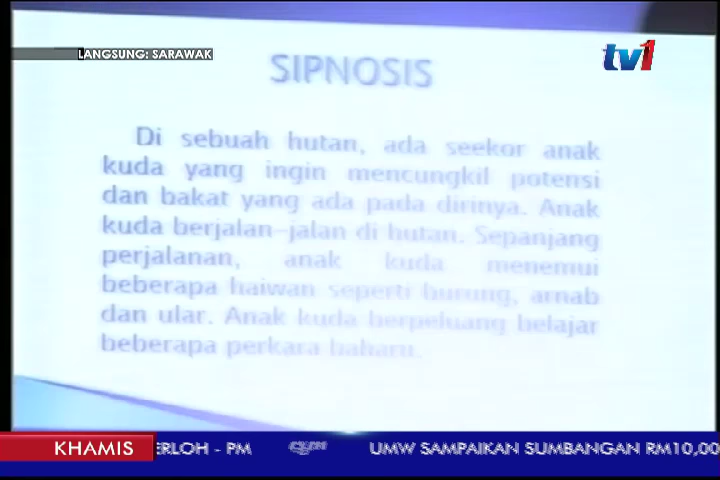 LANGSUNG: SARAWAK
tv1
SIPNOSIS
Di sebuah hutan, ada seekor anak
kuda yang ingin mencungkil potensi
dan bakat yang ada pada dirinya. Anak
kuda berjalan-jalan di hutan. Sepanjang
perjalanan, anak kuda menemui
beberapa haiwan seperti burung, arnab
dan ular. Anak kuda berpeluang belajar
beberapa perkara baharu.
KHAMIS
ERLOH - PM
UMW SAMPAIKAN SUMBANGAN RM10,00